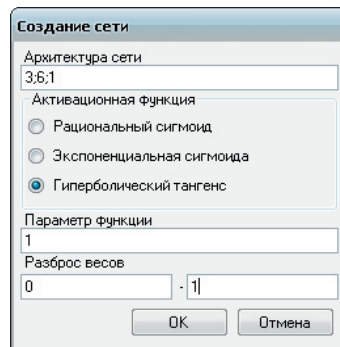 Создание сети
Архитектура сети
3;6;1
Активационная функция
Рациональный сигмоид
Экспоненциальная сигмоида
Гиперболический тангенс
Параметр функции
1
Разброс весов
0 - 1
OK Отмена